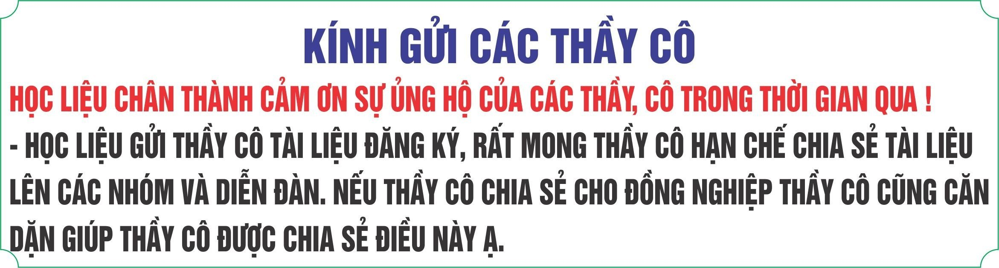 KÍNH GỬI CÁC THẦY CÔ
HỌC LIỆU CHÂN THÀNH CẢM ƠN SỰ ỦNG HỘ CỦA CÁC THẦY, CÔ TRONG THỜI GIAN QUA !
- HỌC LIỆU GỬI THẦY CÔ TÀI LIỆU ĐĂNG KÝ, RẤT MONG THẦY CÔ HẠN CHẾ CHIA SẺ TÀI LIỆU
LÊN CÁC NHÓM VÀ DIỄN ĐÀN. NẾU THẦY CÔ CHIA SẺ CHO ĐỒNG NGHIỆP THẦY CÔ CŨNG CĂN
DẶN GIÚP THẦY CÔ ĐƯỢC CHIA SẺ ĐIỀU NÀY Ạ.